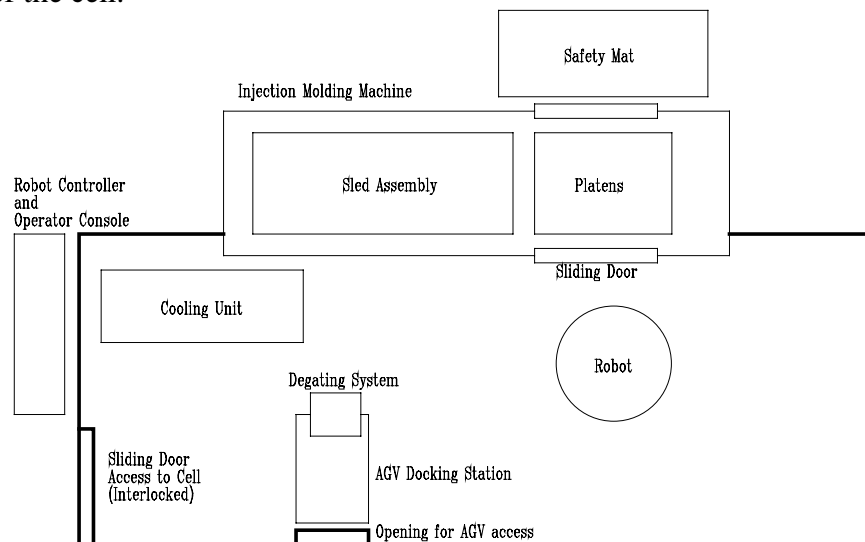 of the cell.
Safety Mat
Injection Molding Machine
Sled Assembly
Platens
Robot Controller
and
Operator Console
Sliding Door
Cooling Unit
Robot
Degating System
Sliding Door
Access to Cell
(Interlocked)
AGV Docking Station
Opening for AGV access